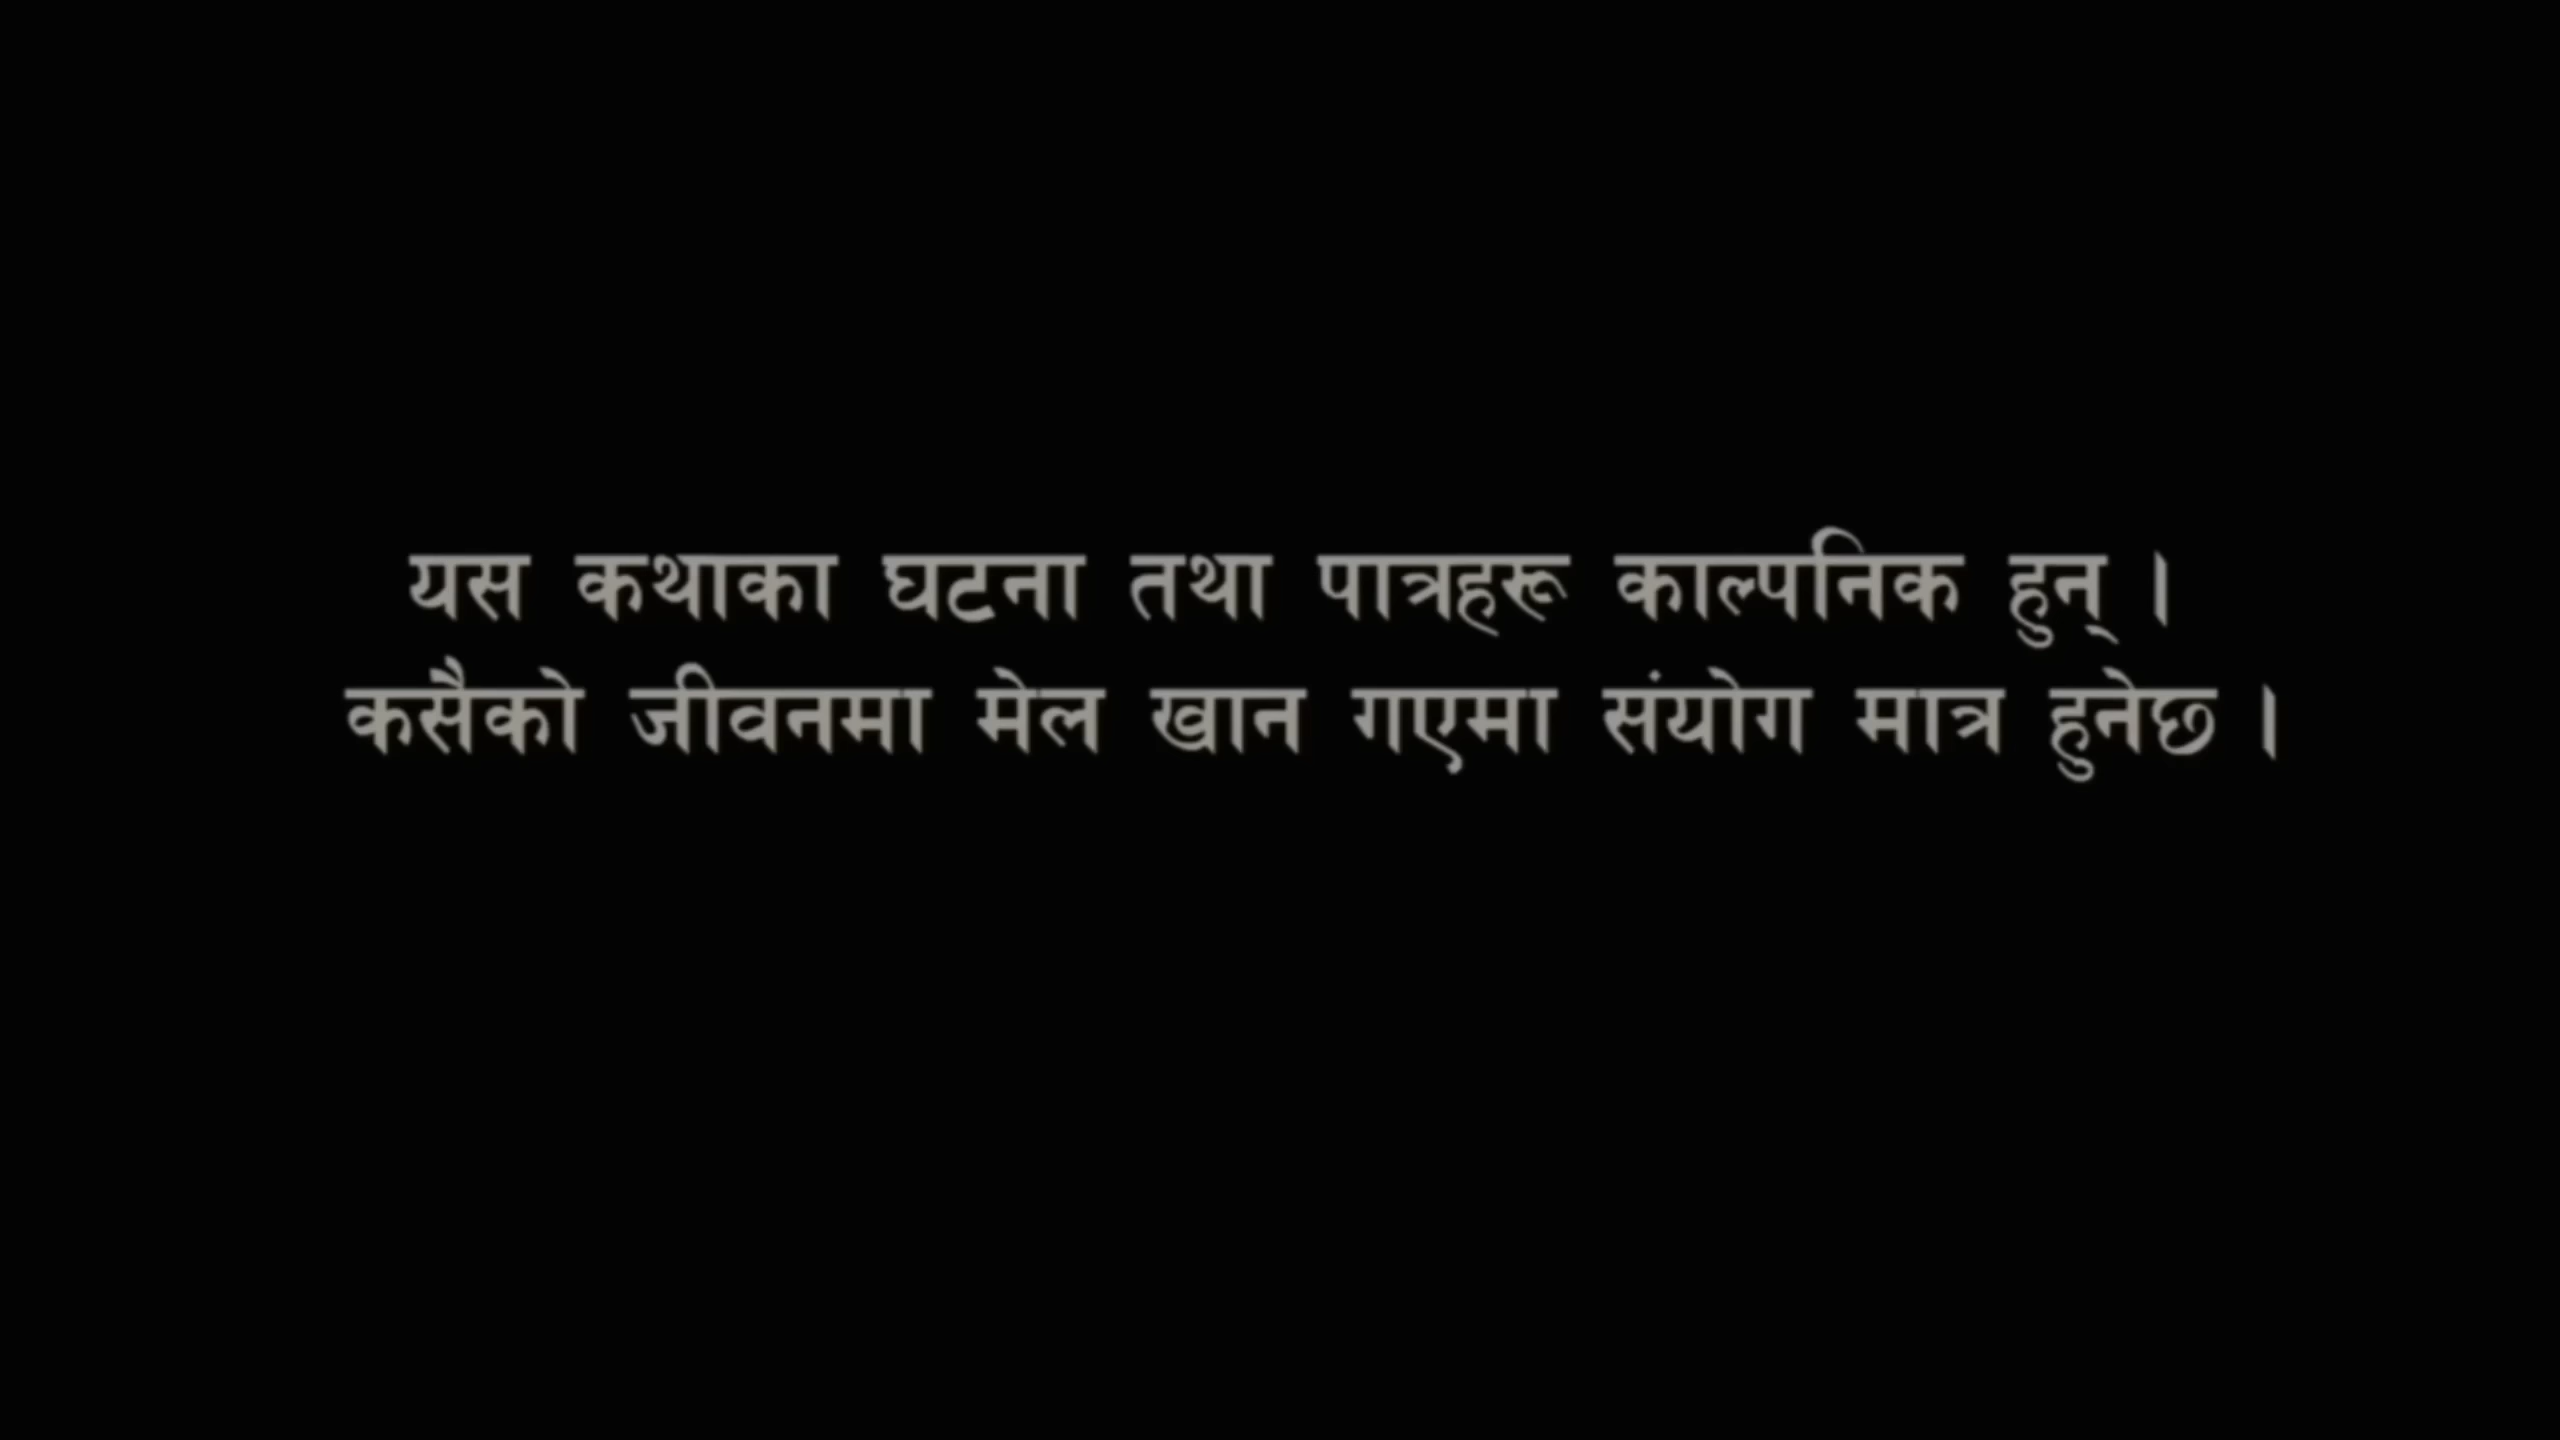 यस कथाका घटना तथा पात्रहरू काल्पनिक हुन् ।
कसैको जीवनमा मेल खान गएमा संयोग मात्र हुनेछ ।